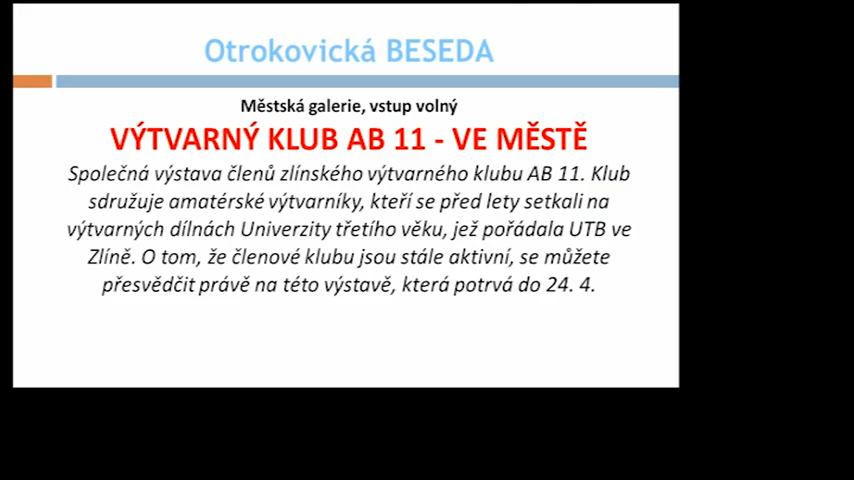 Otrokovická BESEDA
Městská galerie, vstup volný
VÝTVARNÝ KLUB AB 11 - VE MĚSTĚ
Společná výstava členů zlínského výtvarného klubu AB 11. Klub
sdružuje amatérské výtvarníky, kteří se před lety setkali na
výtvarných dílnách Univerzity třetího věku, jež pořádala UTB ve
Zlíně. O tom, že členové klubu jsou stále aktivní, se můžete
přesvědčit právě na této výstavě, která potrvá do 24. 4.